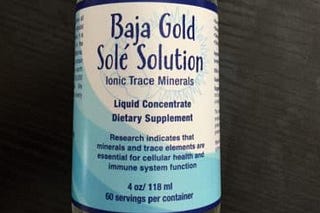 Baja Gold
Solé Solution
Ionic Trace Minerals
Liquid Concentrate
Dietary Supplement
Research indicates that
minerals and trace elements are
essential for cellular health and
immune system function
4 oz/ 118 ml
60 servings per container